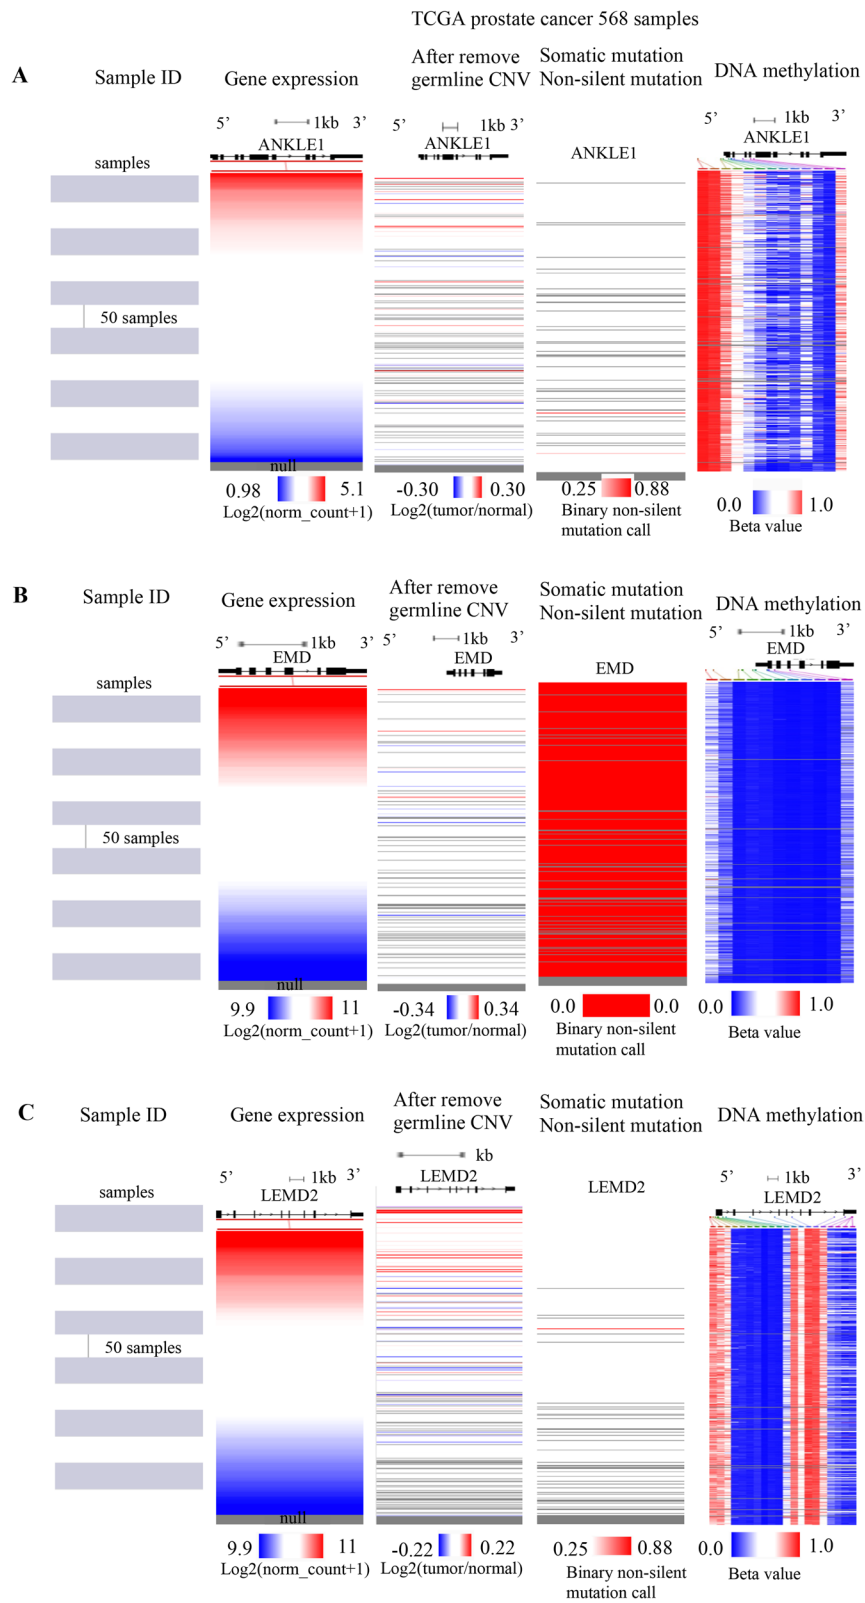 TCGA prostate cancer 568 samples
A
Sample ID
Gene expression
After remove
germline CNV
Somatic mutation
Non-silent mutation
DNA methylation
5’ 1kb 3’
ANKLE1
5’ 1kb 3’
ANKLE1
ANKLE1
5’ 1kb 3’
ANKLE1
samples
50 samples
null
0.98 5.1
Log2(norm_count+1)
-0.30 0.30
Log2(tumor/normal)
0.25 0.88
Binary non-silent
mutation call
0.0 1.0
Beta value
B
Sample ID
Gene expression
After remove
germline CNV
Somatic mutation
Non-silent mutation
DNA methylation
5’ 1kb 3’
EMD
5’ 1kb 3’
EMD
EMD
5’ 1kb 3’
EMD
samples
50 samples
null
9.9 11
Log2(norm_count+1)
-0.34 0.34
Log2(tumor/normal)
0.0 0.0
Binary non-silent
mutation call
0.0 1.0
Beta value
C
Sample ID
Gene expression
After remove
germline CNV
Somatic mutation
Non-silent mutation
DNA methylation
5’ 1kb 3’
LEMD2
kb
LEMD2
LEMD2
5’ 1kb 3’
LEMD2
samples
50 samples
null
9.9 11
Log2(norm_count+1)
-0.22 0.22
Log2(tumor/normal)
0.25 0.88
Binary non-silent
mutation call
0.0 1.0
Beta value